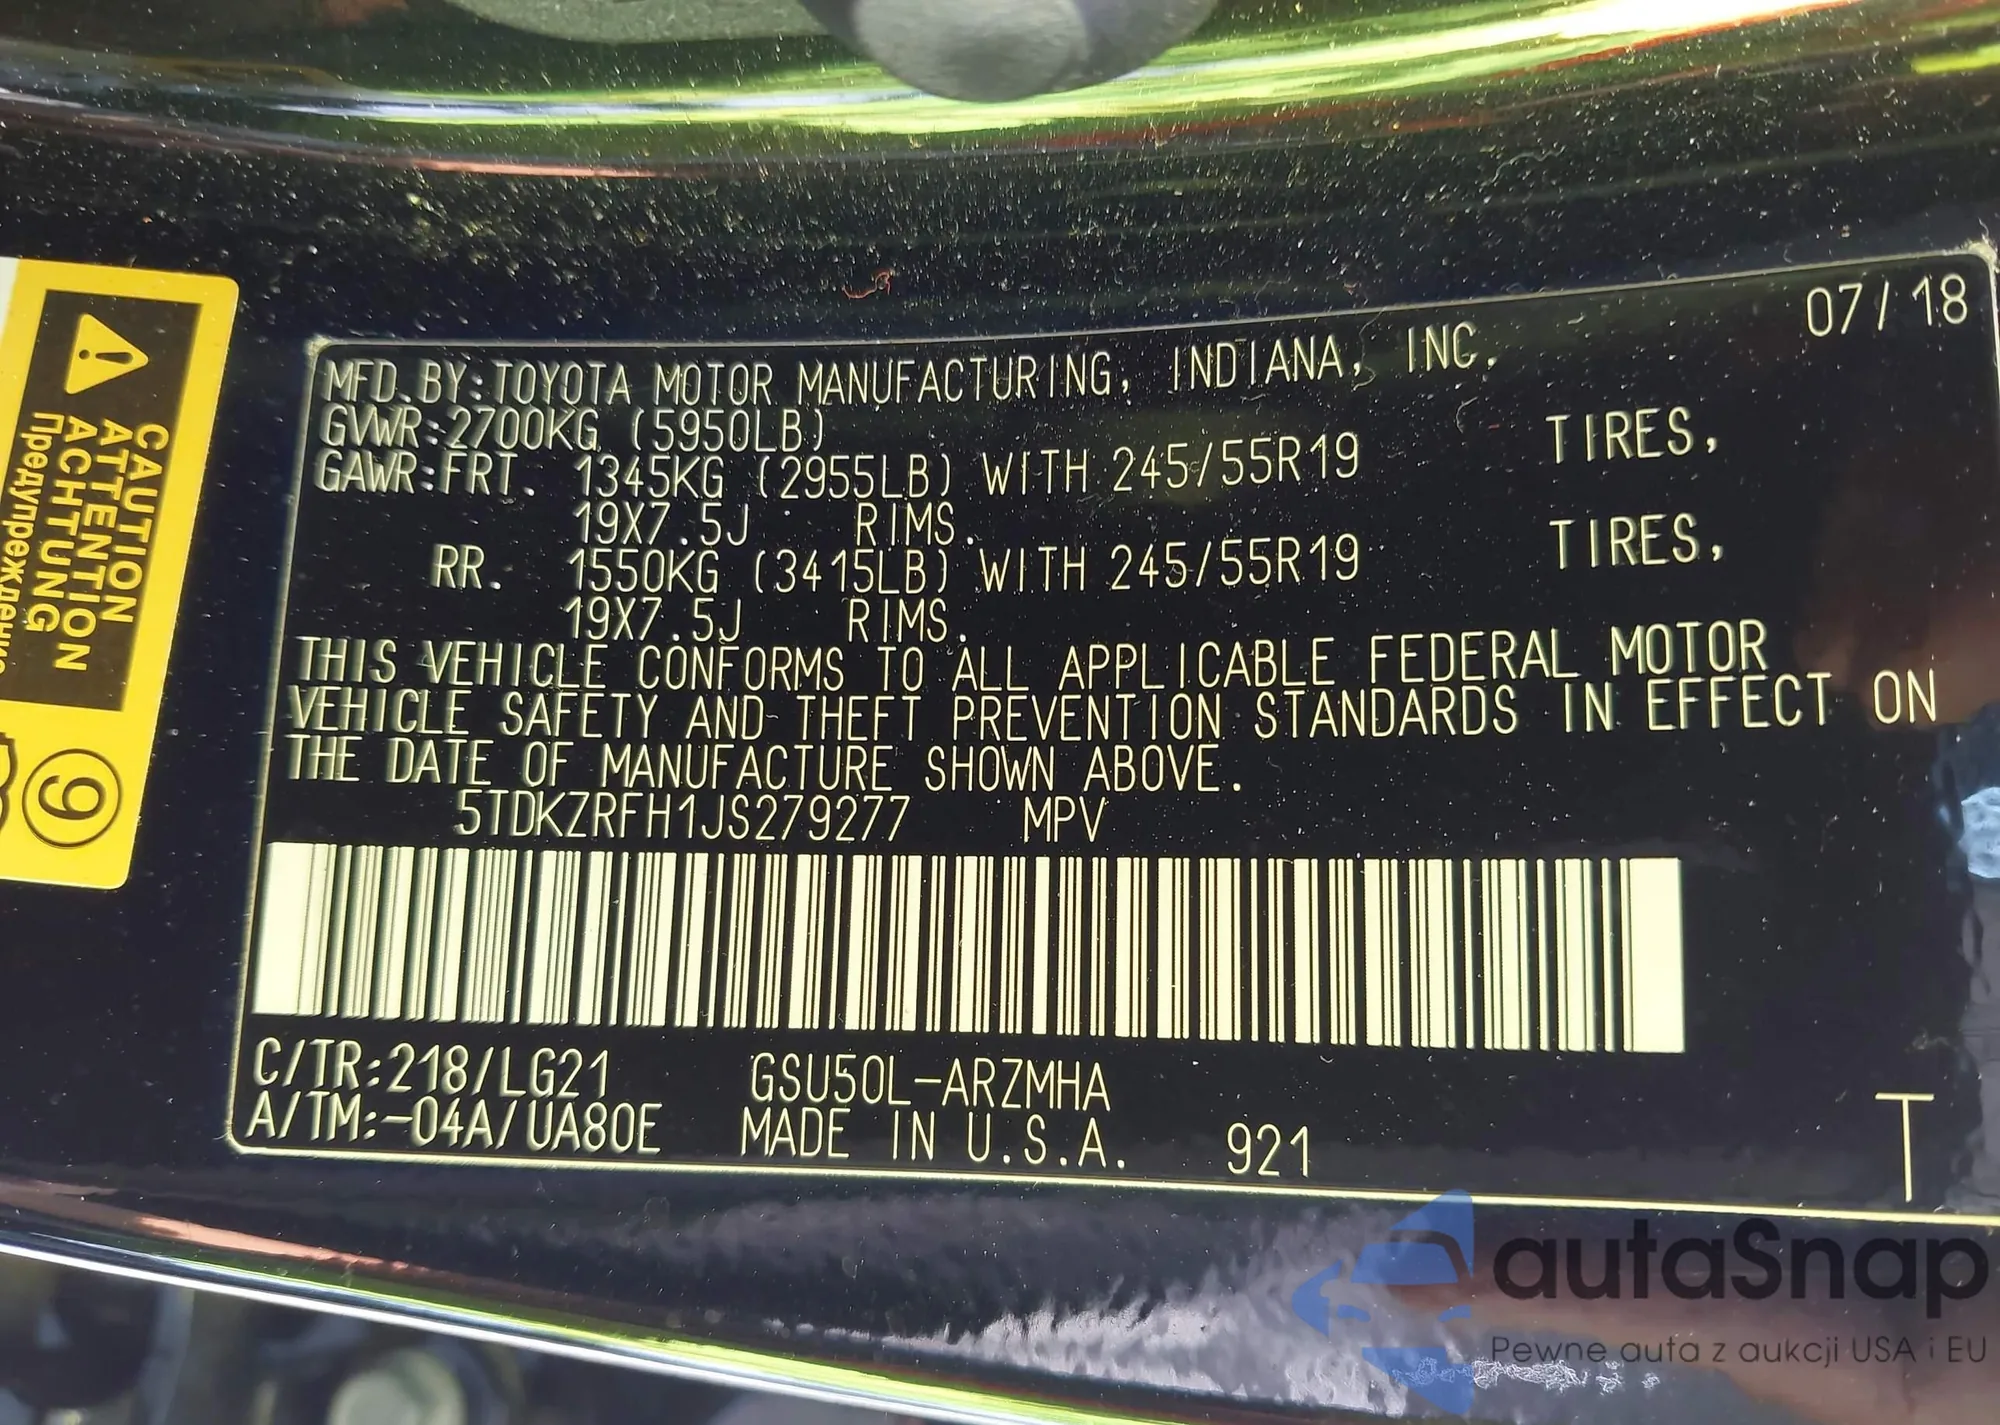 07/18
MFD.BY:TOYOTA MOTOR MANUFACTURING, INDIANA, INC.
GVWR:2700KG (5950LB)
GAWR:FRT. 1345KG (2955LB) WITH 245/55R19 TIRES,
19X7.5J RIMS.
RR. 1550KG (3415LB) WITH 245/55R19 TIRES,
19X7.5J RIMS.
THIS VEHICLE CONFORMS TO ALL APPLICABLE FEDERAL MOTOR
VEHICLE SAFETY AND THEFT PREVENTION STANDARDS IN EFFECT ON
THE DATE OF MANUFACTURE SHOWN ABOVE.
5TDKZRFH1JS279277 MPV
C/TR:218/LG21 GSU50L-ARZMHA
A/TM:-04A/UA80E MADE IN U.S.A. 921
T
CAUTION
ATTENTION
ACHTUNG
9
autaSnap
Pewne auta z aukcji USA i EU